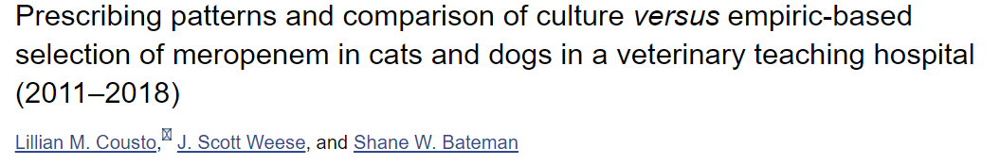 Prescribing patterns and comparison of culture versus empiric-based
selection of meropenem in cats and dogs in a veterinary teaching hospital
(2011–2018)
Lillian M. Cousto, J. Scott Weese, and Shane W. Bateman